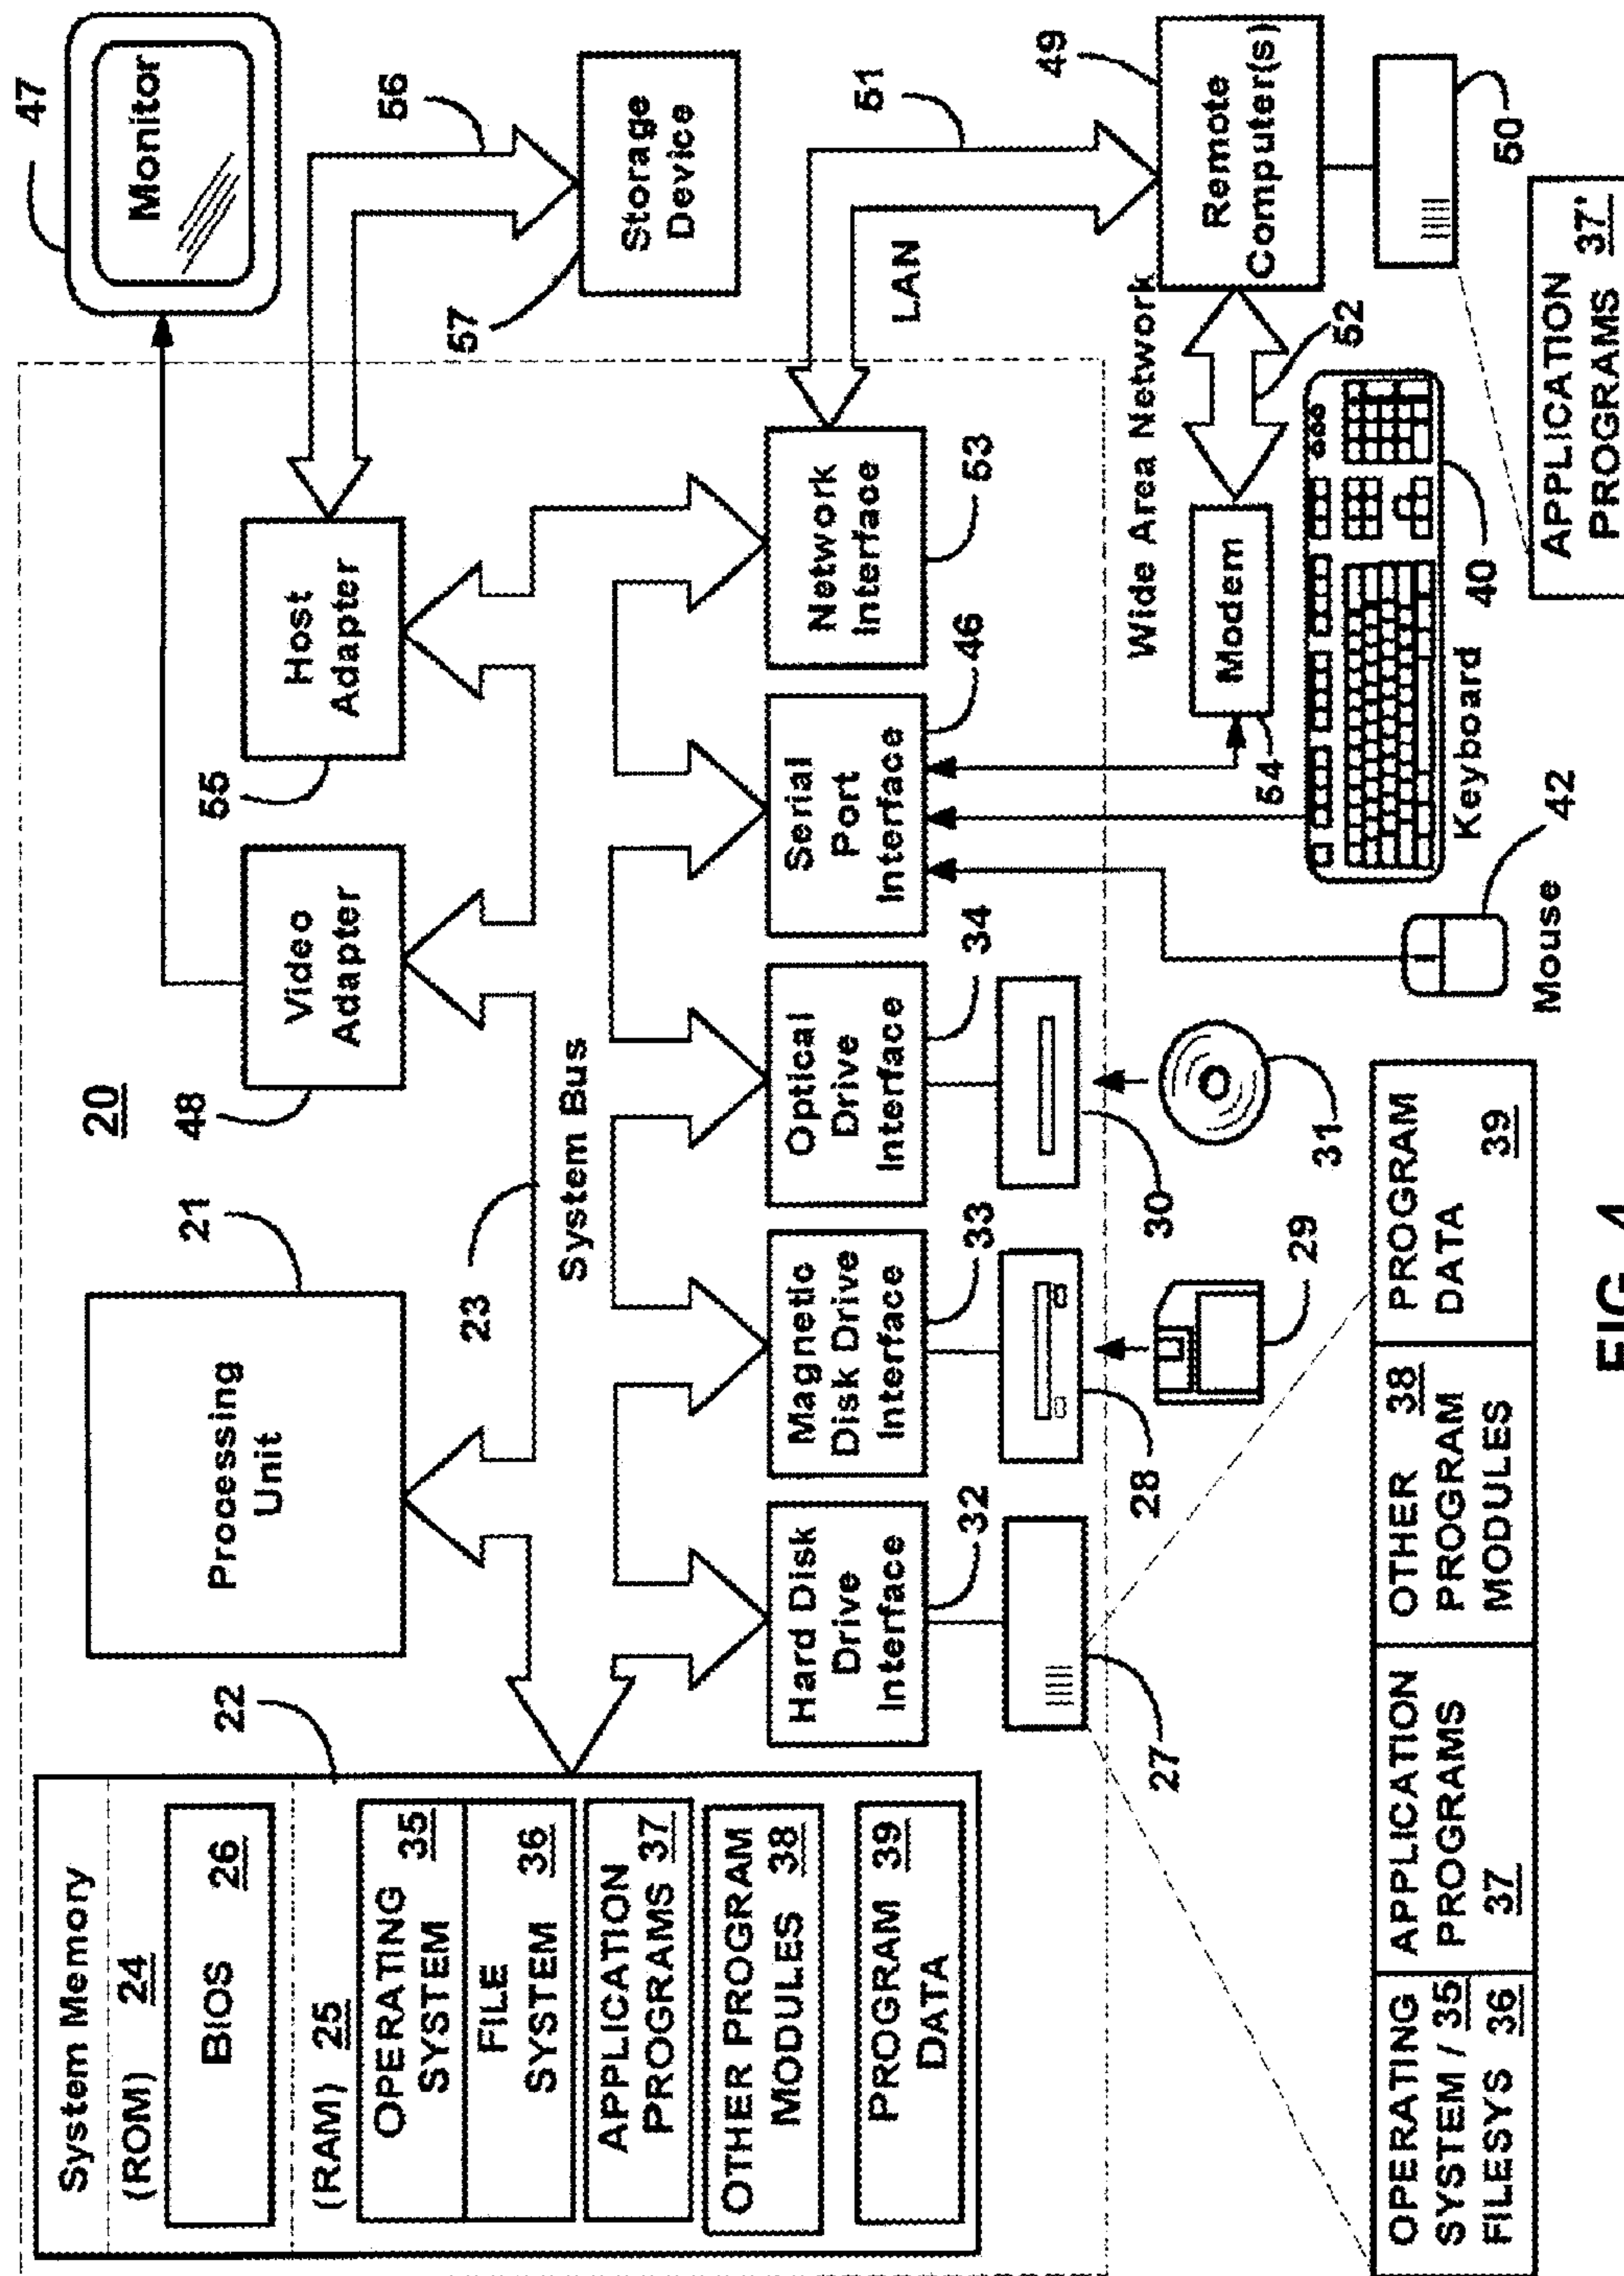 System Memory
(ROM) 24
BIOS 26
(RAM) 25
OPERATING
SYSTEM 35
FILE
SYSTEM 36
APPLICATION
PROGRAMS 37
OTHER PROGRAM
MODULES 38
PROGRAM 39
DATA
22
Processing
Unit
21
20
Video
Adapter
48
Host
Adapter
55
Monitor
47
56
23
System Bus
57
Storage
Device
Hard Disk
Drive
Interface
32
Magnetic
Disk Drive
Interface
33
Optical
Drive
Interface
34
Serial
Port
Interface
46
Network
Interface
53
LAN
51
27
28
29
30
31
Wide Area Network
Modem
54
52
Remote
Computer(s)
49
50
Keyboard
40
Mouse
42
OPERATING
SYSTEM / 35
FILESYS 36
APPLICATION
PROGRAMS
37
OTHER 38
PROGRAM
MODULES
PROGRAM
DATA
39
APPLICATION
PROGRAMS 37'
FIG. 4